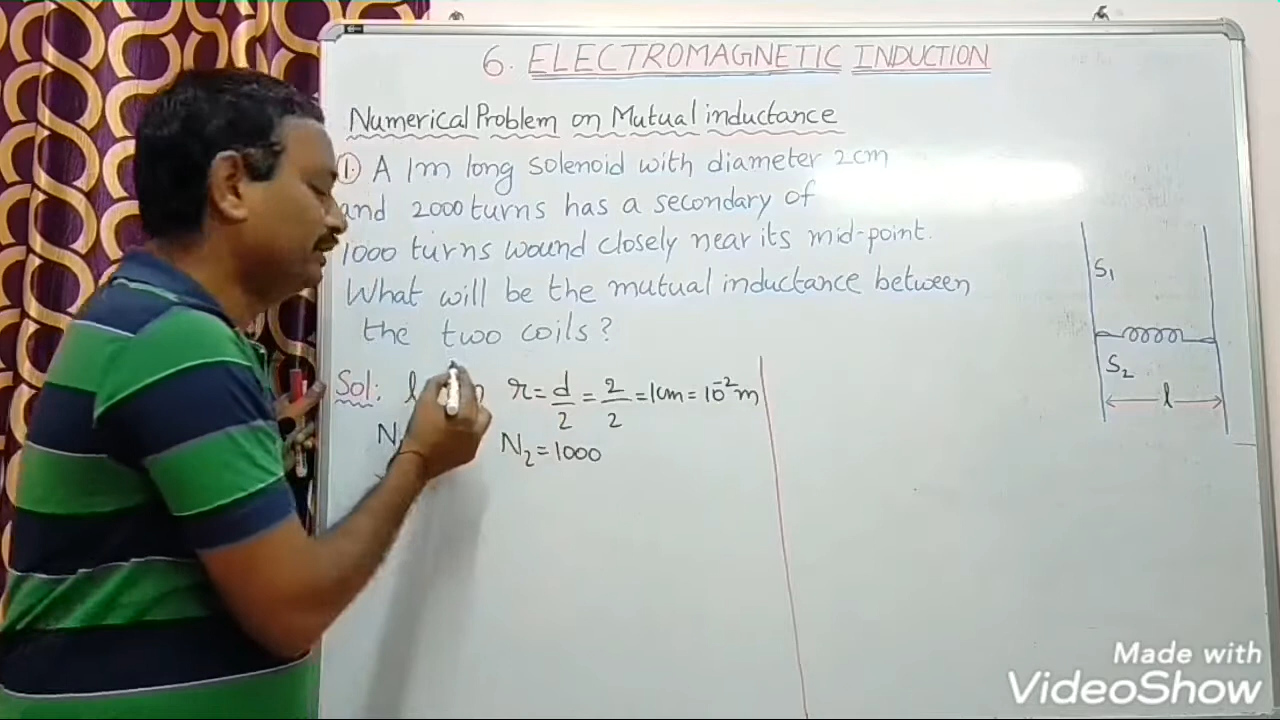 6. ELECTROMAGNETIC INDUCTION
Numerical Problem on Mutual inductance
1. A 1m long solenoid with diameter 2cm
and 2000 turns has a secondary of
1000 turns wound closely near its mid-point.
What will be the mutual inductance between
the two coils?
Sol: l r = d/2 = 2/2 = 1cm = 10⁻²m
N N₂ = 1000
S₁
S₂
l
Made with
VideoShow